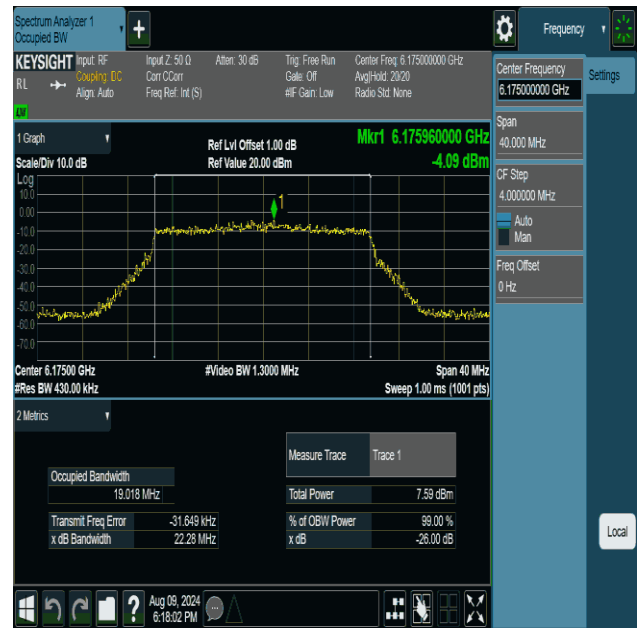 Spectrum Analyzer 1
Occupied BW
+
Frequency
KEYSIGHT
RL
Input: RF
Coupling: DC
Align: Auto
Input Z: 50 Ω
Corr CCorr
Freq Ref: Int (S)
Atten: 30 dB
Trig: Free Run
Gate: Off
#IF Gain: Low
Center Freq: 6.175000000 GHz
Avg|Hold: 20/20
Radio Std: None
Center Frequency
6.175000000 GHz
Settings
Span
40.000 MHz
CF Step
4.000000 MHz
Auto
Man
Freq Offset
0 Hz
Local
1 Graph
Scale/Div 10.0 dB
Ref Lvl Offset 1.00 dB
Ref Value 20.00 dBm
Mkr1 6.175960000 GHz
-4.09 dBm
Log
10.0
0.00
-10.0
-20.0
-30.0
-40.0
-50.0
-60.0
-70.0
1
Center 6.17500 GHz
#Res BW 430.00 kHz
#Video BW 1.3000 MHz
Span 40 MHz
Sweep 1.00 ms (1001 pts)
2 Metrics
Measure Trace Trace 1
Occupied Bandwidth
19.018 MHz
Total Power 7.59 dBm
Transmit Freq Error -31.649 kHz
% of OBW Power 99.00 %
x dB Bandwidth 22.28 MHz
x dB -26.00 dB
?
Aug 09, 2024
6:18:02 PM